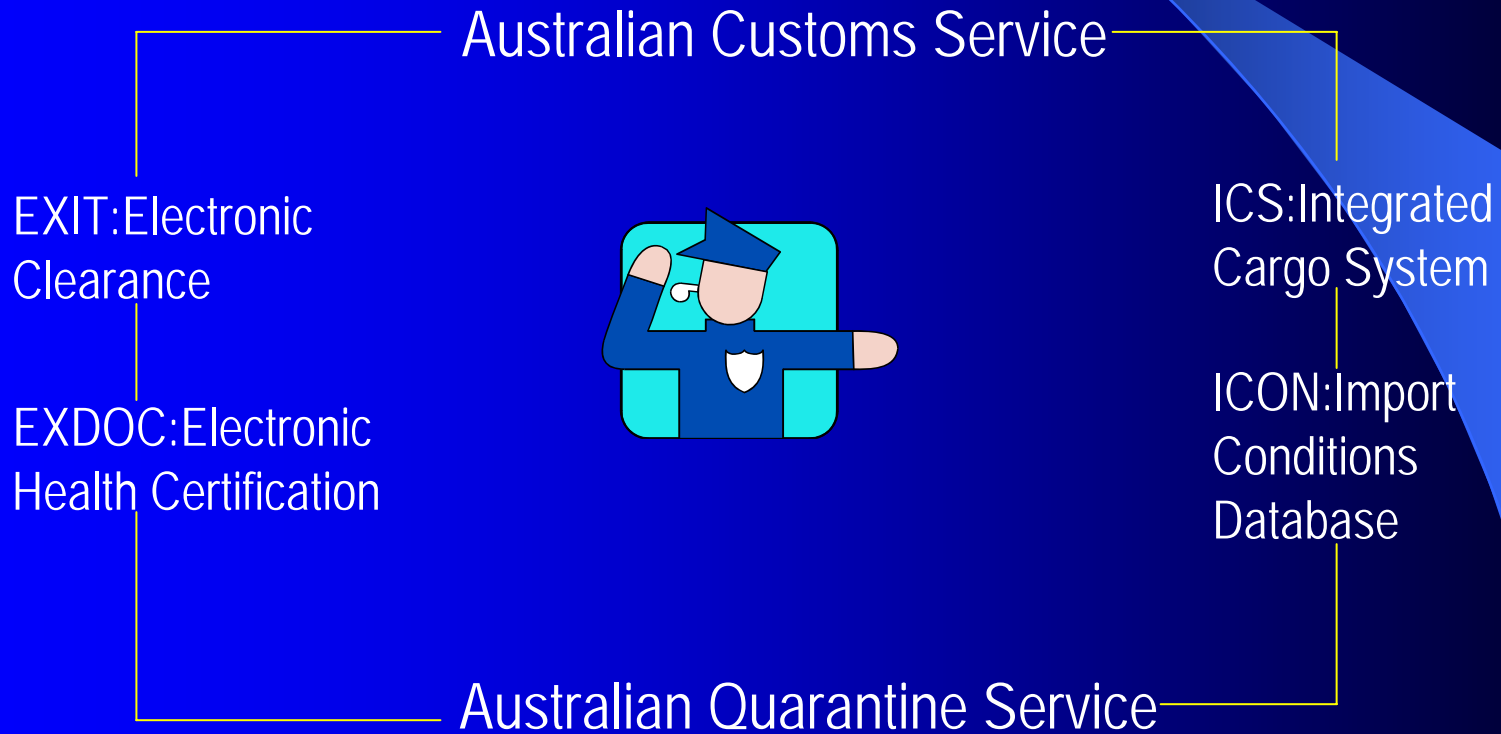 Australian Customs Service
EXIT:Electronic
Clearance
ICS:Integrated
Cargo System
EXDOC:Electronic
Health Certification
ICON:Import
Conditions
Database
Australian Quarantine Service